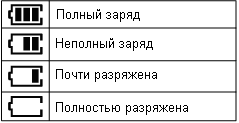 Полный заряд
Неполный заряд
Почти разряжена
Полностью разряжена